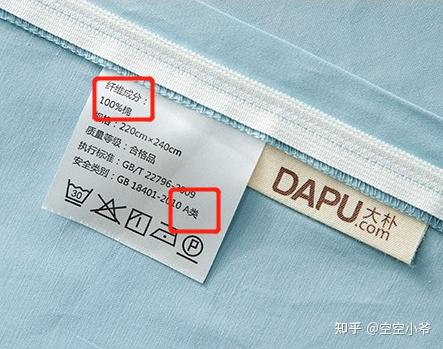 纤维成分：
100%棉
规格：220cm×240cm
质量等级：合格品
执行标准：GB/T 22796-2009
安全类别：GB 18401-2010 A类
30
DAPU大朴
.com
知乎 @空空小爷